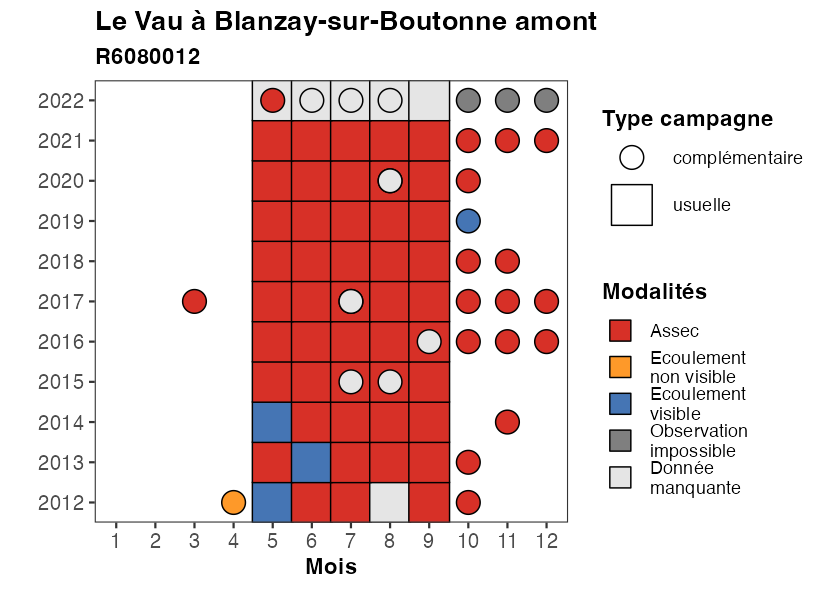 Le Vau à Blanzay-sur-Boutonne amont
R6080012
2022
2021
2020
2019
2018
2017
2016
2015
2014
2013
2012
1 2 3 4 5 6 7 8 9 10 11 12
Mois
Type campagne
complémentaire
usuelle
Modalités
Assec
Ecoulement
non visible
Ecoulement
visible
Observation
impossible
Donnée
manquante